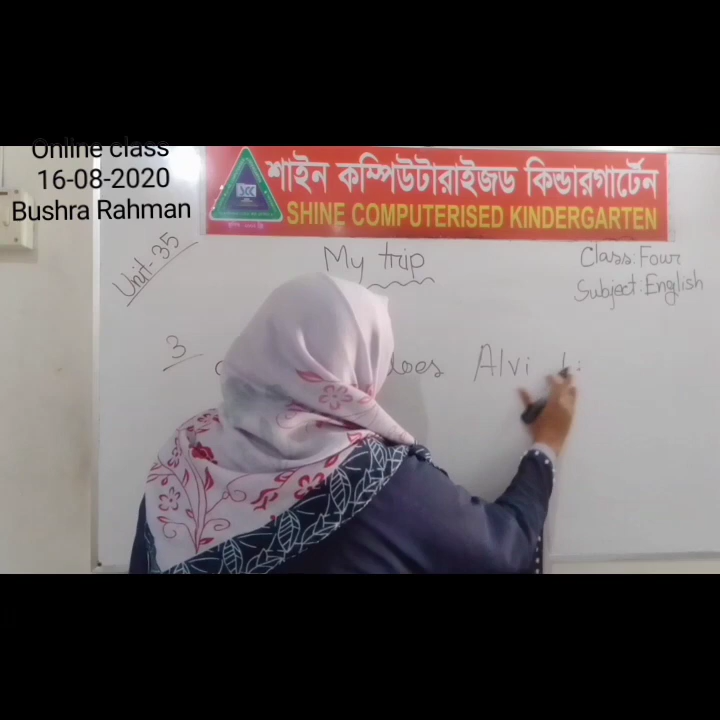 Online class
16-08-2020
Bushra Rahman
শাইন কম্পিউটারাইজড কিন্ডারগার্টেন
SCC
SHINE COMPUTERISED KINDERGARTEN
Unit-35
My trip
Class: Four
Subject: English
3
Alvi